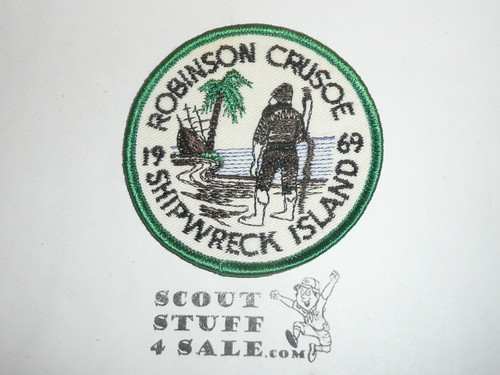 ROBINSON CRUSOE
19 69
SHIPWRECK ISLAND
SCOUT
STUFF
4 SALE.COM